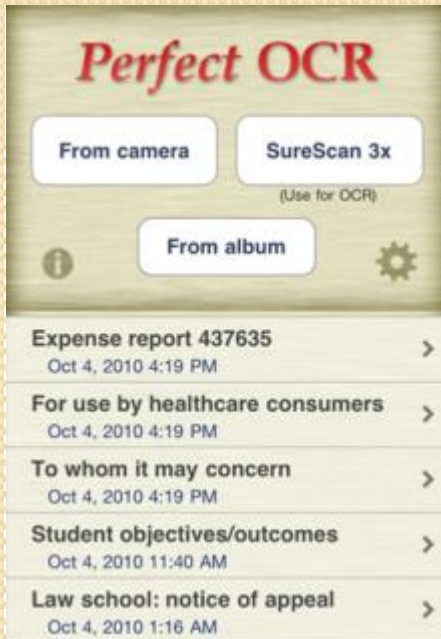 Perfect OCR
From camera
SureScan 3x
(Use for OCR)
From album
Expense report 437635
Oct 4, 2010 4:19 PM
For use by healthcare consumers
Oct 4, 2010 4:19 PM
To whom it may concern
Oct 4, 2010 4:19 PM
Student objectives/outcomes
Oct 4, 2010 11:40 AM
Law school: notice of appeal
Oct 4, 2010 1:16 AM